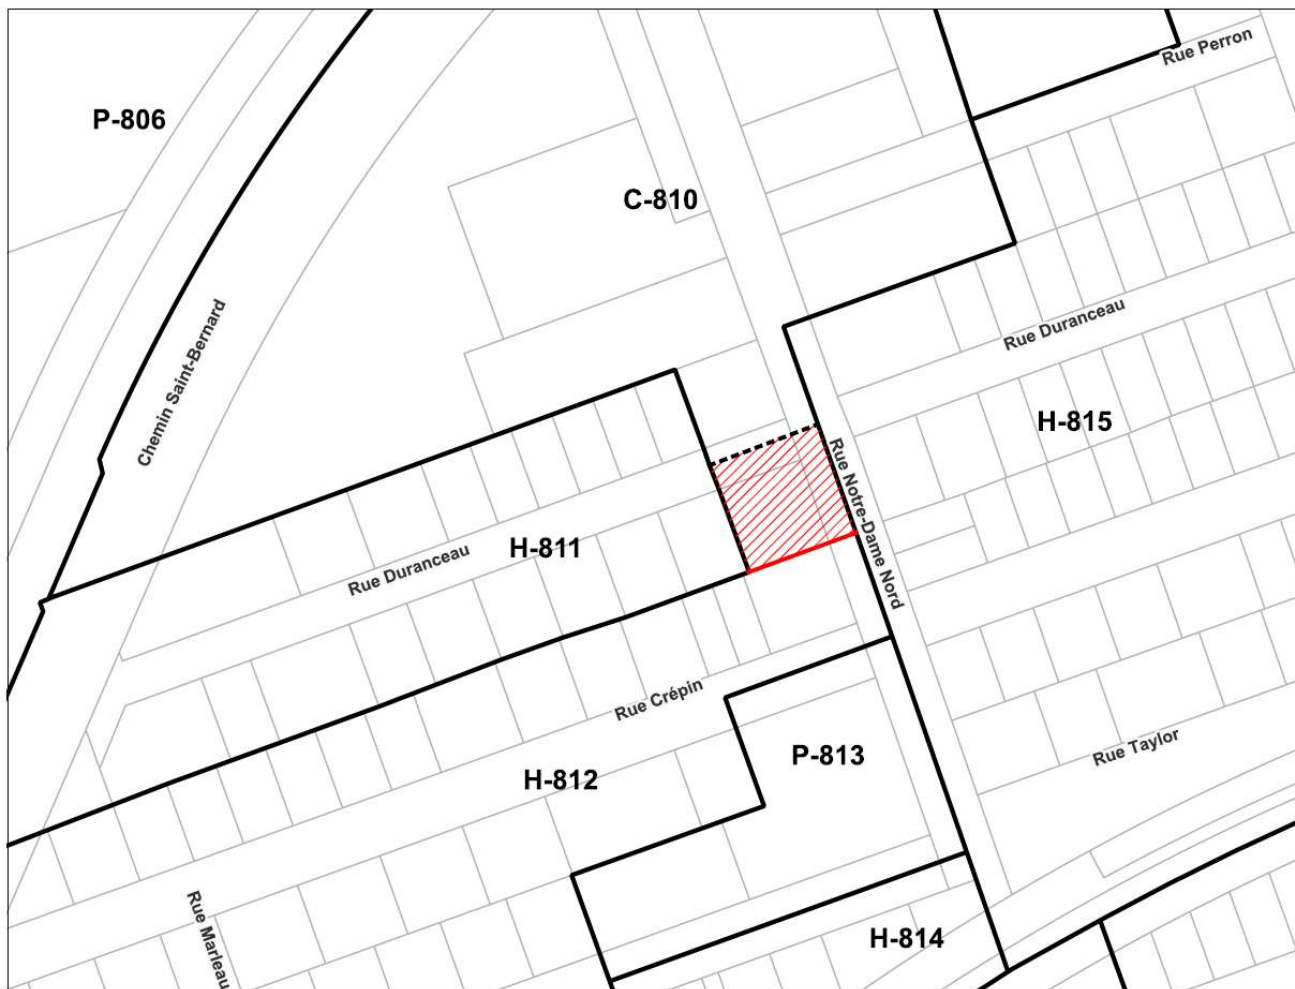 Rue Perron
P-806
C-810
Chemin Saint-Bernard
Rue Duranceau
H-815
Rue Notre-Dame Nord
H-811
Rue Duranceau
Rue Crépin
Rue Taylor
P-813
H-812
Rue Marleau
H-814